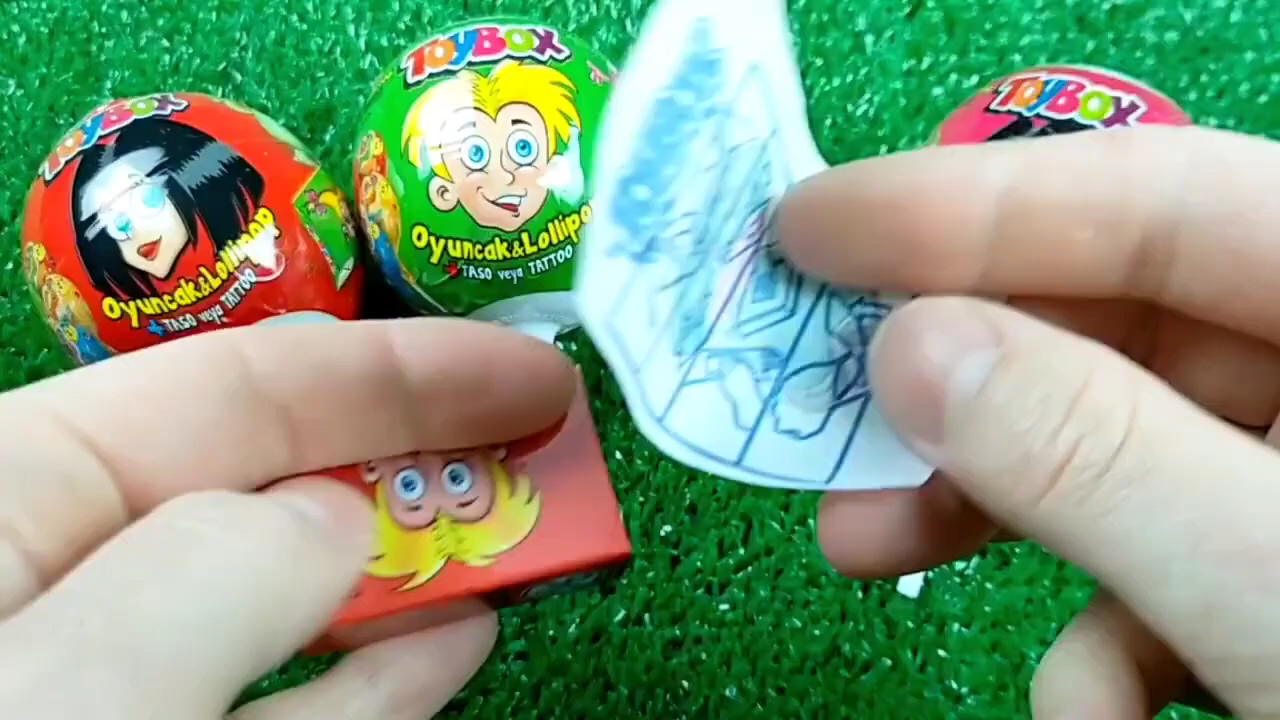 TOYBOX
Oyuncak&Lollipop
+ TASO veya TATTOO
TOYBOX
Oyuncak&Lollipo
+ TASO veya TATTOO
TOYBOX